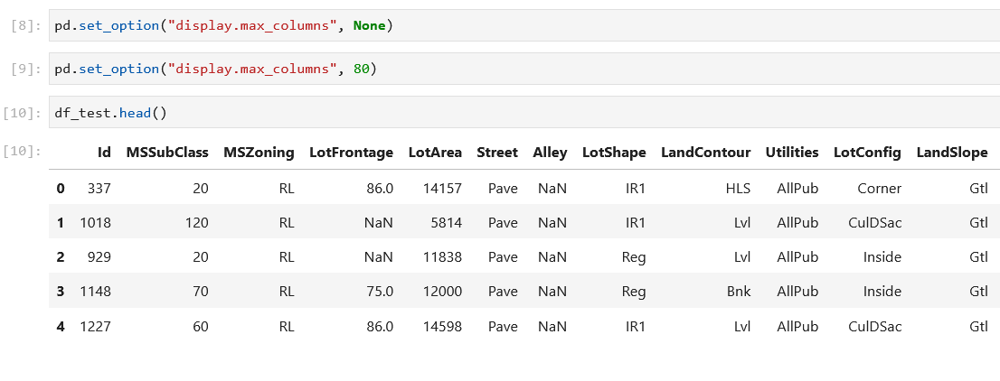 [8]: pd.set_option("display.max_columns", None)
[9]: pd.set_option("display.max_columns", 80)
[10]: df_test.head()
[10]: Id MSSubClass MSZoning LotFrontage LotArea Street Alley LotShape LandContour Utilities LotConfig LandSlope
0 337 20 RL 86.0 14157 Pave NaN IR1 HLS AllPub Corner Gtl
1 1018 120 RL NaN 5814 Pave NaN IR1 Lvl AllPub CulDSac Gtl
2 929 20 RL NaN 11838 Pave NaN Reg Lvl AllPub Inside Gtl
3 1148 70 RL 75.0 12000 Pave NaN Reg Bnk AllPub Inside Gtl
4 1227 60 RL 86.0 14598 Pave NaN IR1 Lvl AllPub CulDSac Gtl